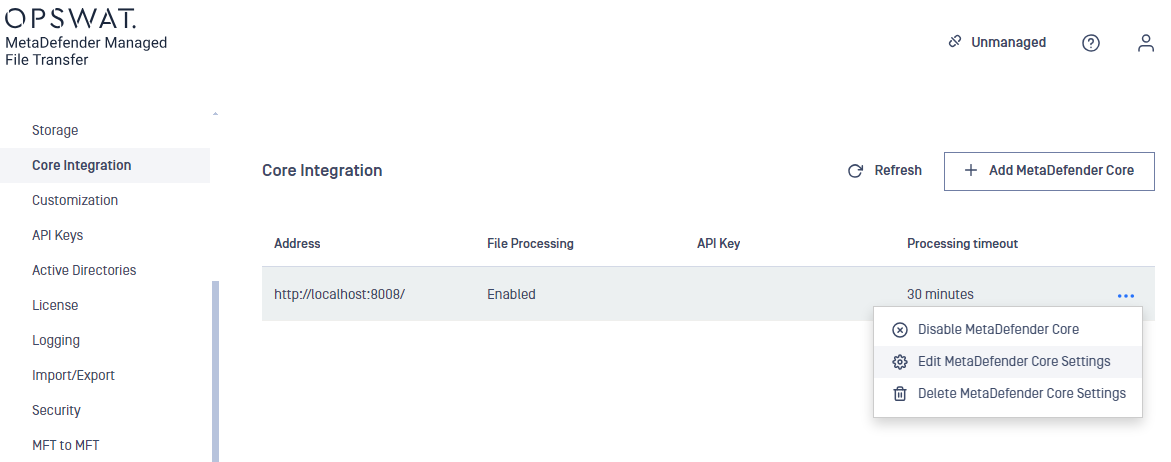 OPSWAT.
MetaDefender Managed
File Transfer
Unmanaged
Storage
Core Integration
Customization
API Keys
Active Directories
License
Logging
Import/Export
Security
MFT to MFT
Core Integration
Refresh
Add MetaDefender Core
Address File Processing API Key Processing timeout
http://localhost:8008/ Enabled 30 minutes
Disable MetaDefender Core
Edit MetaDefender Core Settings
Delete MetaDefender Core Settings